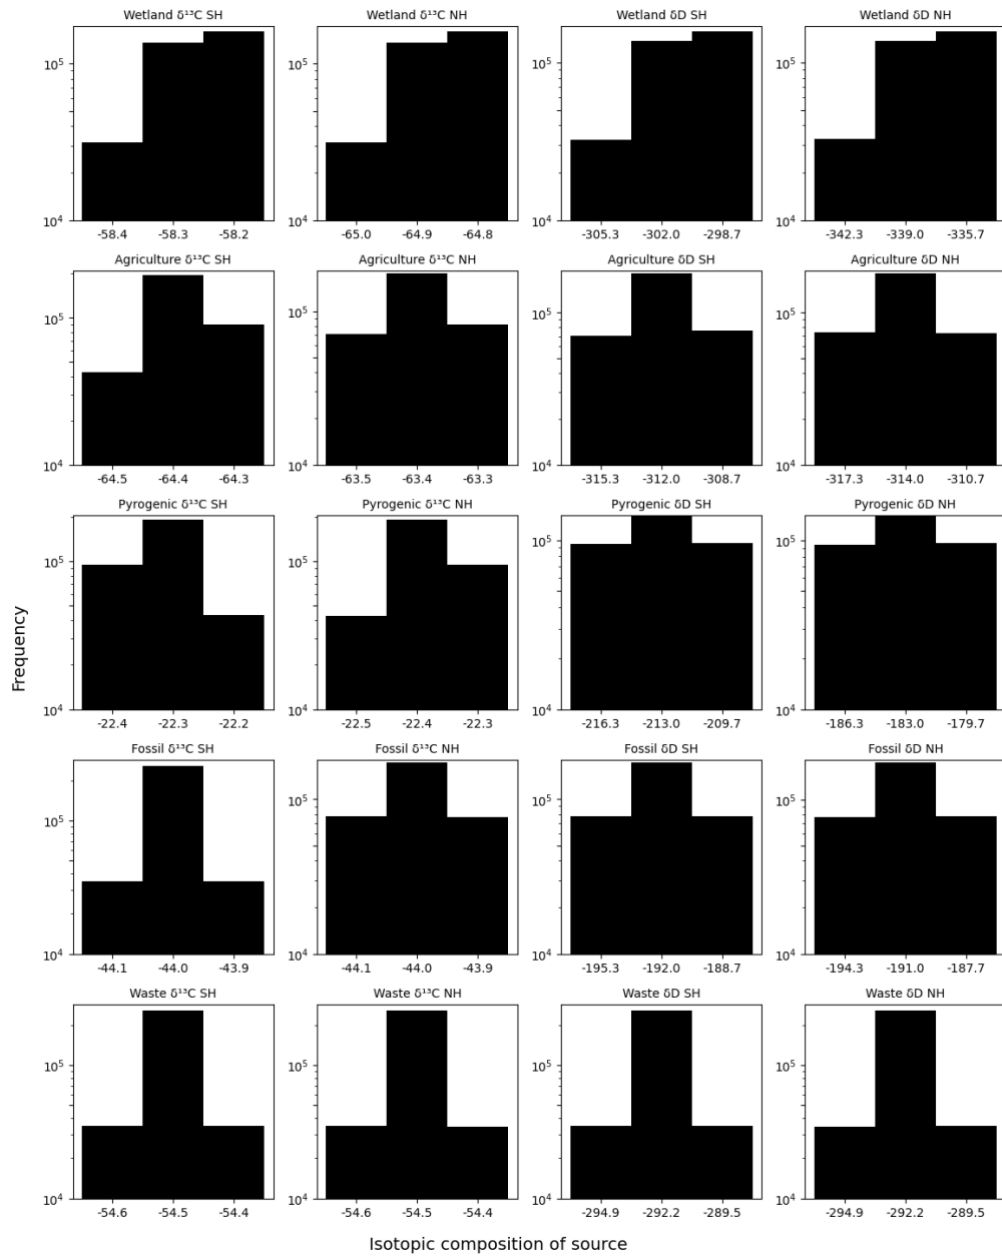 Wetland δ¹³C SH
Wetland δ¹³C NH
Wetland δD SH
Wetland δD NH
10⁵
10⁴
-58.4 -58.3 -58.2
10⁵
10⁴
-65.0 -64.9 -64.8
10⁵
10⁴
-305.3 -302.0 -298.7
10⁵
10⁴
-342.3 -339.0 -335.7
Agriculture δ¹³C SH
Agriculture δ¹³C NH
Agriculture δD SH
Agriculture δD NH
10⁵
10⁴
-64.5 -64.4 -64.3
10⁵
10⁴
-63.5 -63.4 -63.3
10⁵
10⁴
-315.3 -312.0 -308.7
10⁵
10⁴
-317.3 -314.0 -310.7
Pyrogenic δ¹³C SH
Pyrogenic δ¹³C NH
Pyrogenic δD SH
Pyrogenic δD NH
10⁵
10⁴
-22.4 -22.3 -22.2
10⁵
10⁴
-22.5 -22.4 -22.3
10⁵
10⁴
-216.3 -213.0 -209.7
10⁵
10⁴
-186.3 -183.0 -179.7
Frequency
Fossil δ¹³C SH
Fossil δ¹³C NH
Fossil δD SH
Fossil δD NH
10⁵
10⁴
-44.1 -44.0 -43.9
10⁵
10⁴
-44.1 -44.0 -43.9
10⁵
10⁴
-195.3 -192.0 -188.7
10⁵
10⁴
-194.3 -191.0 -187.7
Waste δ¹³C SH
Waste δ¹³C NH
Waste δD SH
Waste δD NH
10⁵
10⁴
-54.6 -54.5 -54.4
10⁵
10⁴
-54.6 -54.5 -54.4
10⁵
10⁴
-294.9 -292.2 -289.5
10⁵
10⁴
-294.9 -292.2 -289.5
Isotopic composition of source